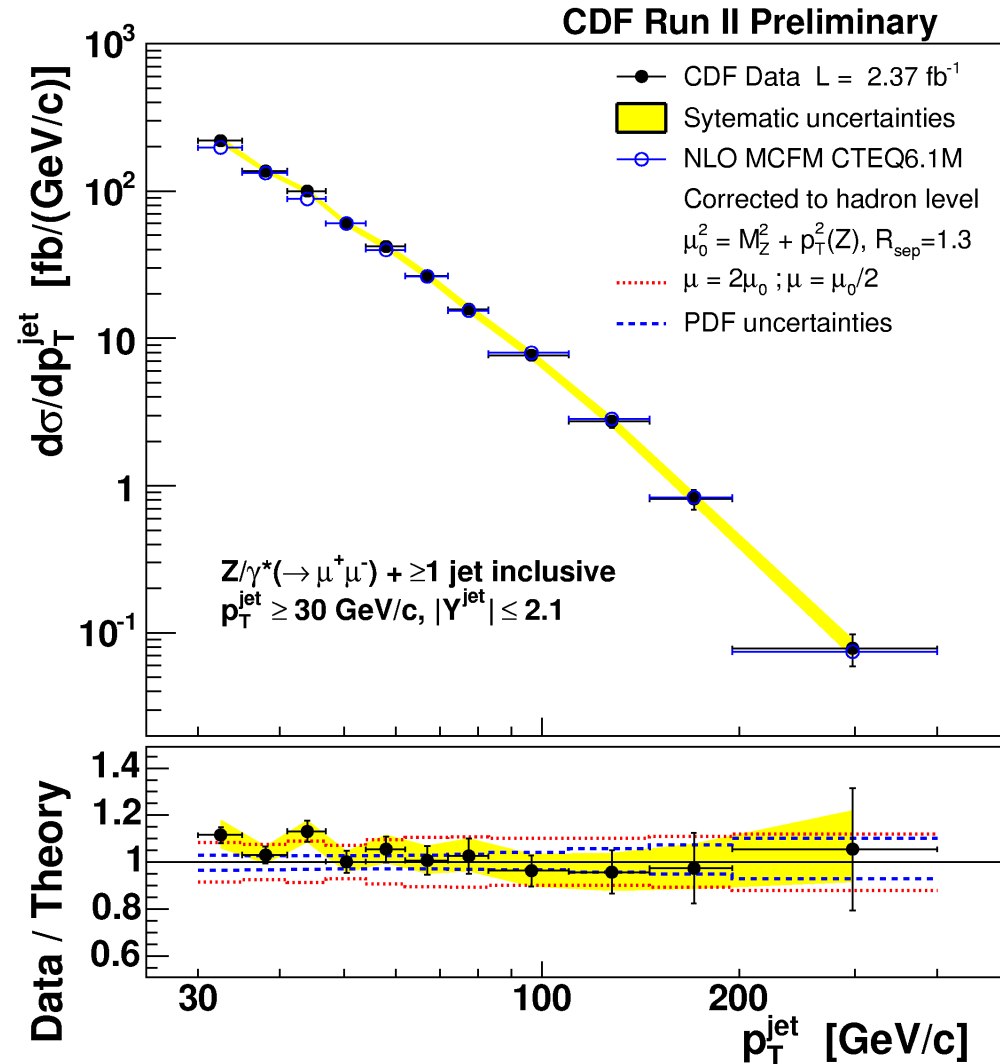 CDF Run II Preliminary
CDF Data L = 2.37 fb⁻¹
Sytematic uncertainties
NLO MCFM CTEQ6.1M
Corrected to hadron level
μ₀² = M_Z² + p_T²(Z), R_sep=1.3
μ = 2μ₀ ; μ = μ₀/2
PDF uncertainties
dσ/dp_T^jet [fb/(GeV/c)]
10³
10²
10
1
10⁻¹
Z/γ*(→ μ⁺μ⁻) + ≥1 jet inclusive
p_T^jet ≥ 30 GeV/c, |Y^jet| ≤ 2.1
Data / Theory
1.4
1.2
1
0.8
0.6
30 100 200
p_T^jet [GeV/c]